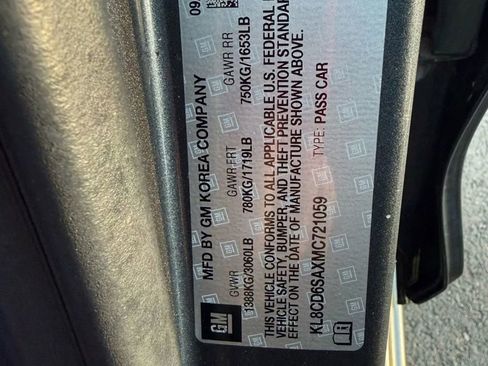 GM
MFD BY GM KOREA COMPANY
09
GVWR GAWR FRT GAWR RR
1388KG/3060LB 780KG/1719LB 750KG/1653LB
THIS VEHICLE CONFORMS TO ALL APPLICABLE U.S. FEDERAL
VEHICLE SAFETY, BUMPER, AND THEFT PREVENTION STANDAR
EFFECT ON THE DATE OF MANUFACTURE SHOWN ABOVE.
KL8CD6SAXMC721059 TYPE: PASS CAR